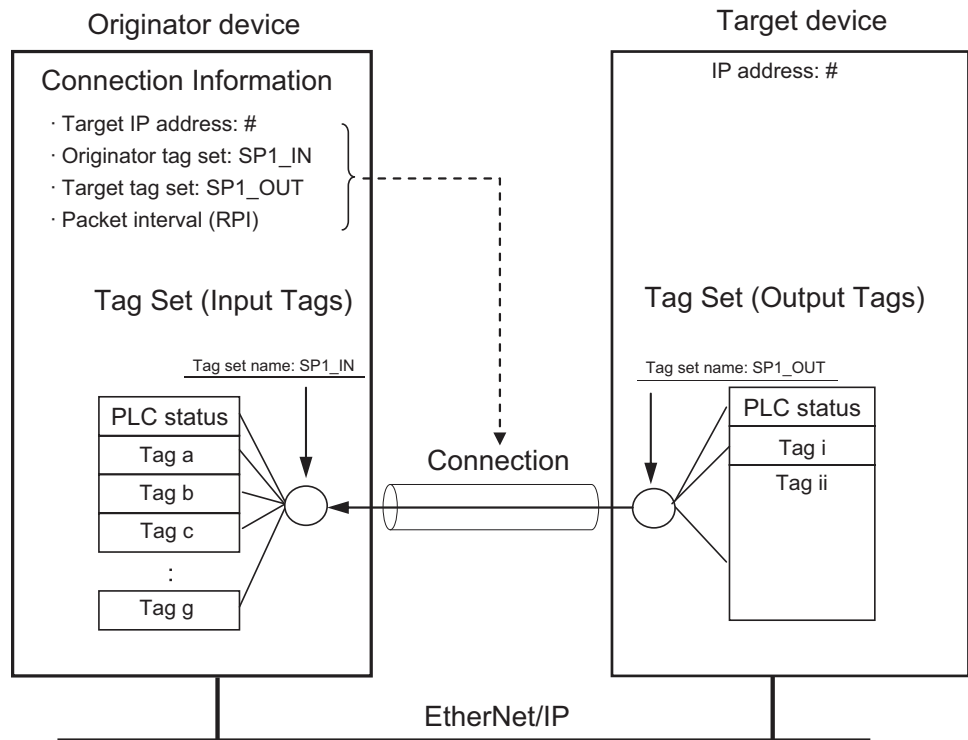 Originator device
Connection Information
· Target IP address: #
· Originator tag set: SP1_IN
· Target tag set: SP1_OUT
· Packet interval (RPI)
Tag Set (Input Tags)
Tag set name: SP1_IN
PLC status
Tag a
Tag b
Tag c
:
Tag g
Connection
Target device
IP address: #
Tag Set (Output Tags)
Tag set name: SP1_OUT
PLC status
Tag i
Tag ii
EtherNet/IP